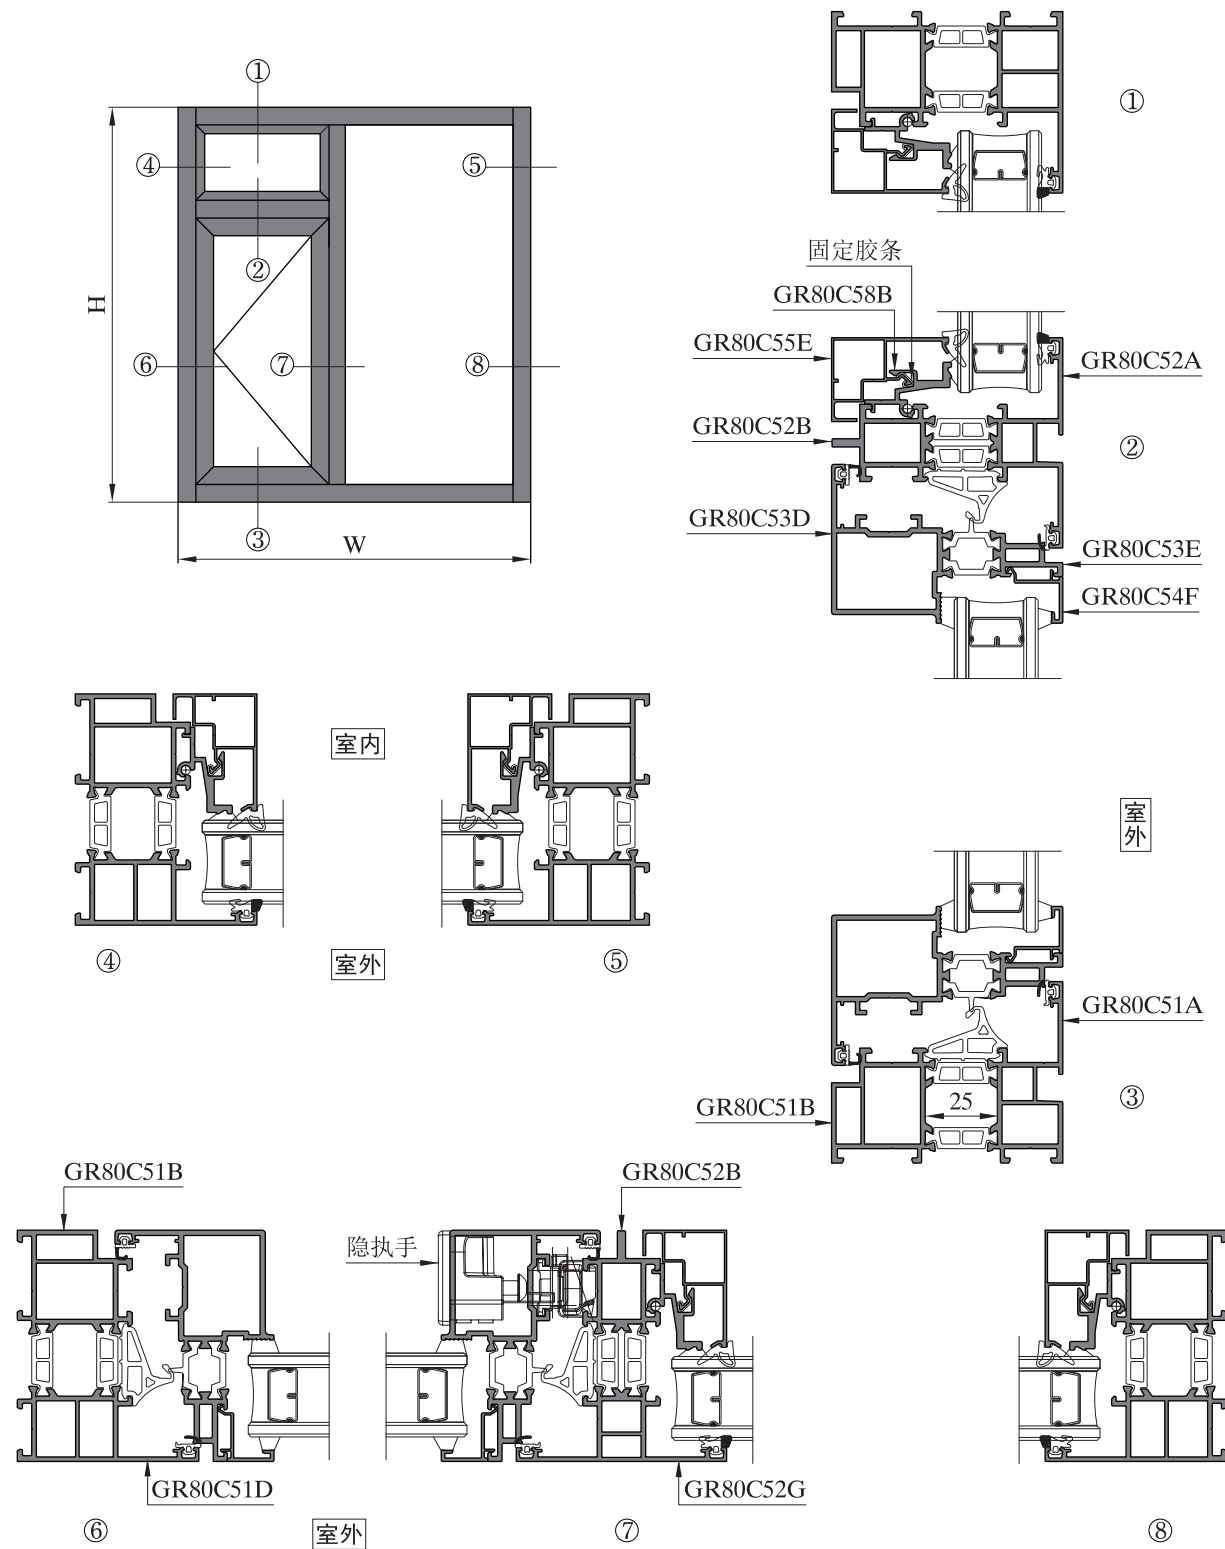 ①
①
④
⑤
固定胶条
GR80C58B
②
GR80C55E
GR80C52A
H
⑥
⑦
⑧
GR80C52B
②
③
W
GR80C53D
GR80C53E
GR80C54F
室内
室外
④
室外
⑤
GR80C51A
25
GR80C51B
③
GR80C51B
GR80C52B
隐执手
GR80C51D
GR80C52G
⑥
室外
⑦
⑧